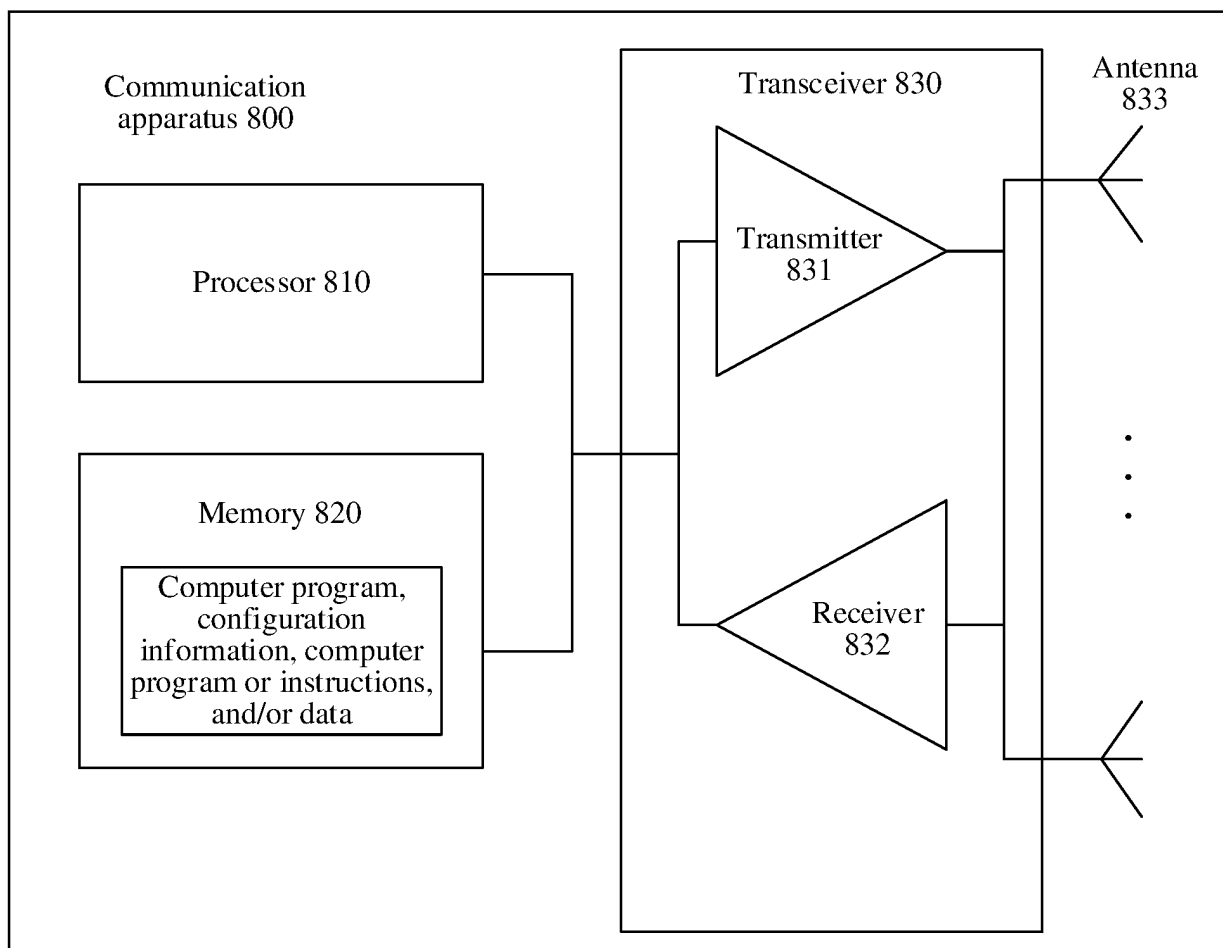 Communication
apparatus 800
Processor 810
Memory 820
Computer program,
configuration
information, computer
program or instructions,
and/or data
Transceiver 830
Transmitter
831
Receiver
832
Antenna
833